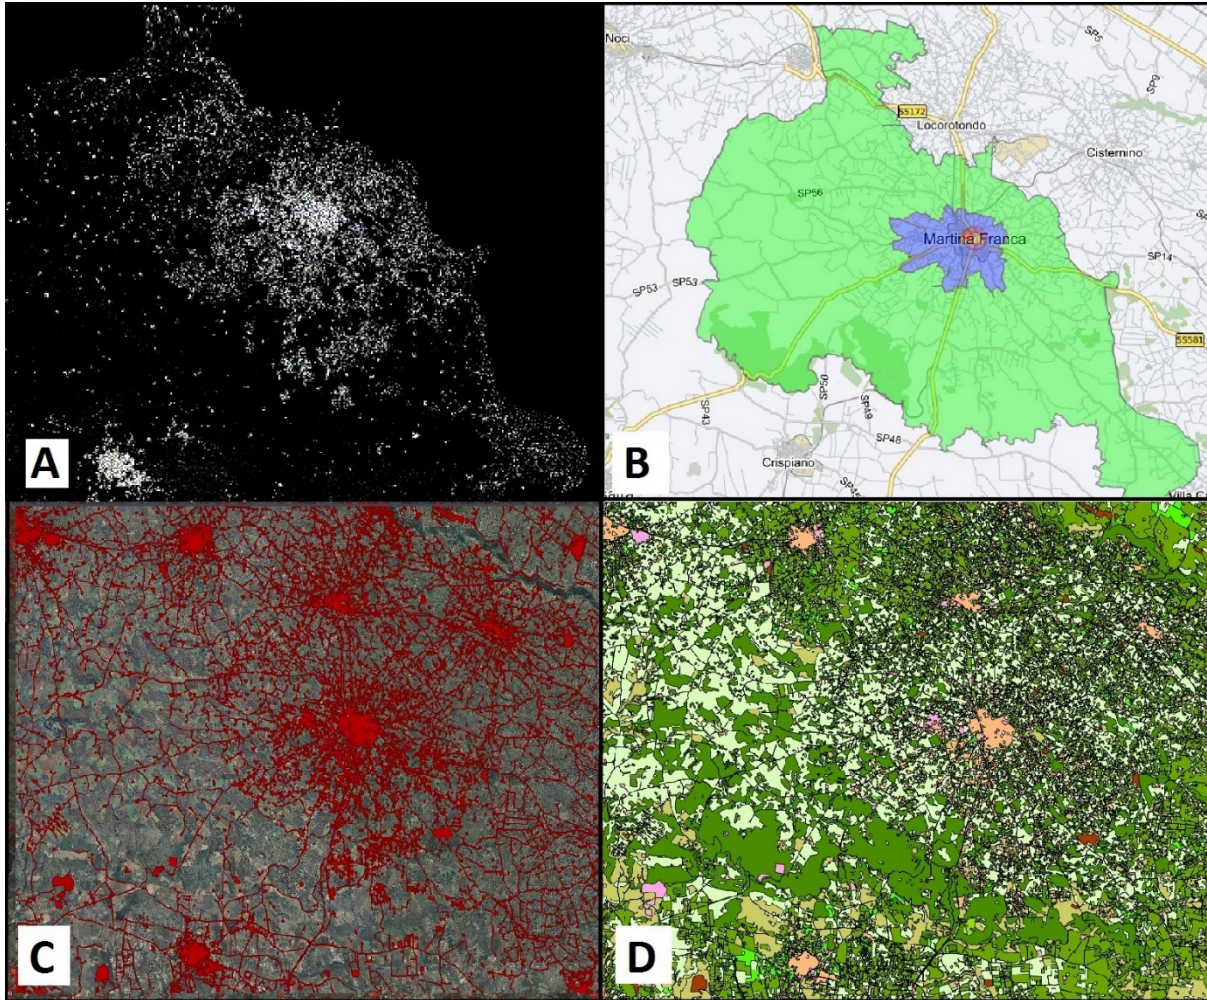 A
B
Noci
SP5
SP9
SS172
Locorotondo
Cisternino
SP56
Martina Franca
SP14
SP53
SP53
SS581
SP50
SP43
SP49
SP48
Crispiano
C
D